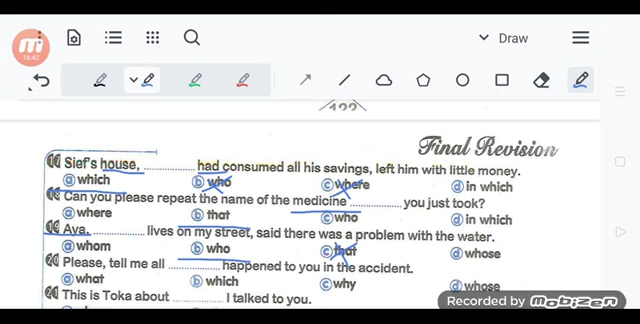 16:42
Draw
122
Final Revision
Sief's house, ............ had consumed all his savings, left him with little money.
ⓐ which ⓑ who ⓒ where ⓓ in which
Can you please repeat the name of the medicine ............ you just took?
ⓐ where ⓑ that ⓒ who ⓓ in which
Aya, ............ lives on my street, said there was a problem with the water.
ⓐ whom ⓑ who ⓒ that ⓓ whose
Please, tell me all ............ happened to you in the accident.
ⓐ what ⓑ which ⓒ why ⓓ whose
This is Toka about ............ I talked to you.
Recorded by Mobizen